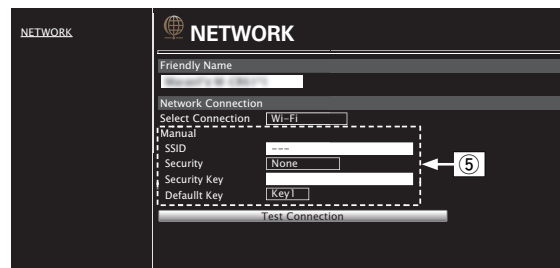 NETWORK
NETWORK
Friendly Name
Network Connection
Select Connection Wi-Fi
Manual
SSID ---
Security None
Security Key
Defaullt Key Key1
Test Connection
⑤